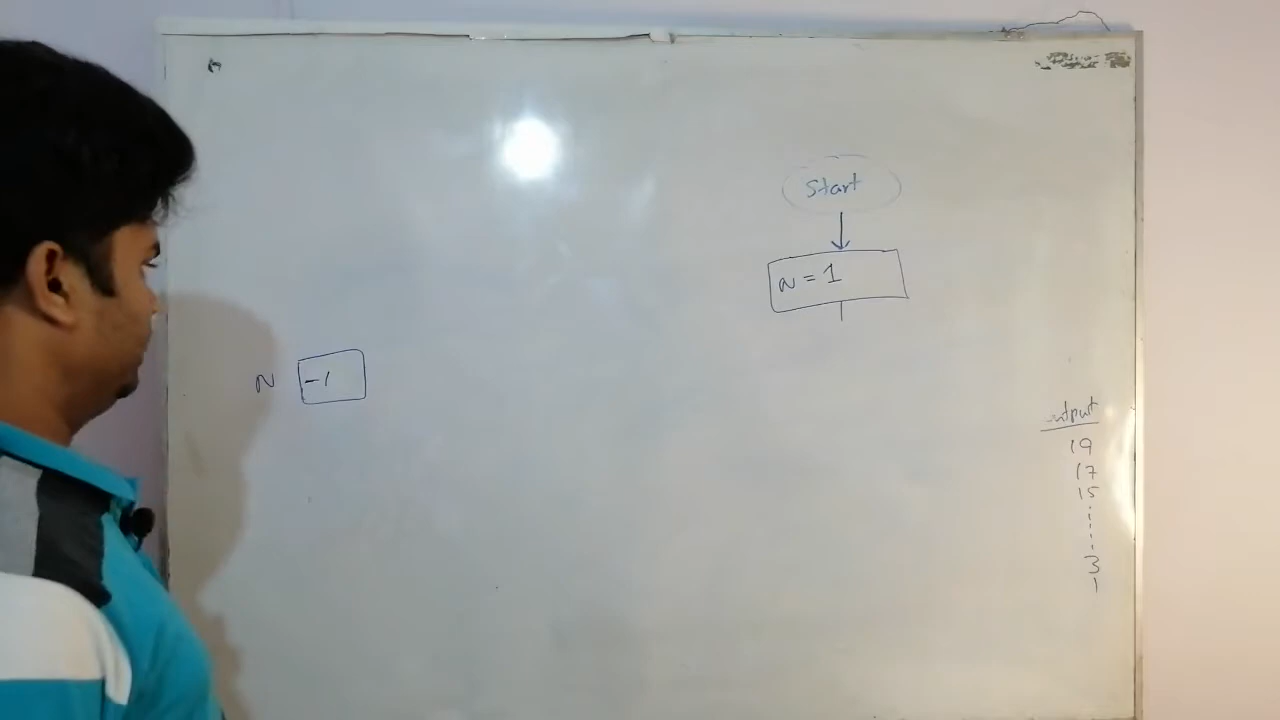 Start
n = 1
n -1
output
19
17
15
3
1